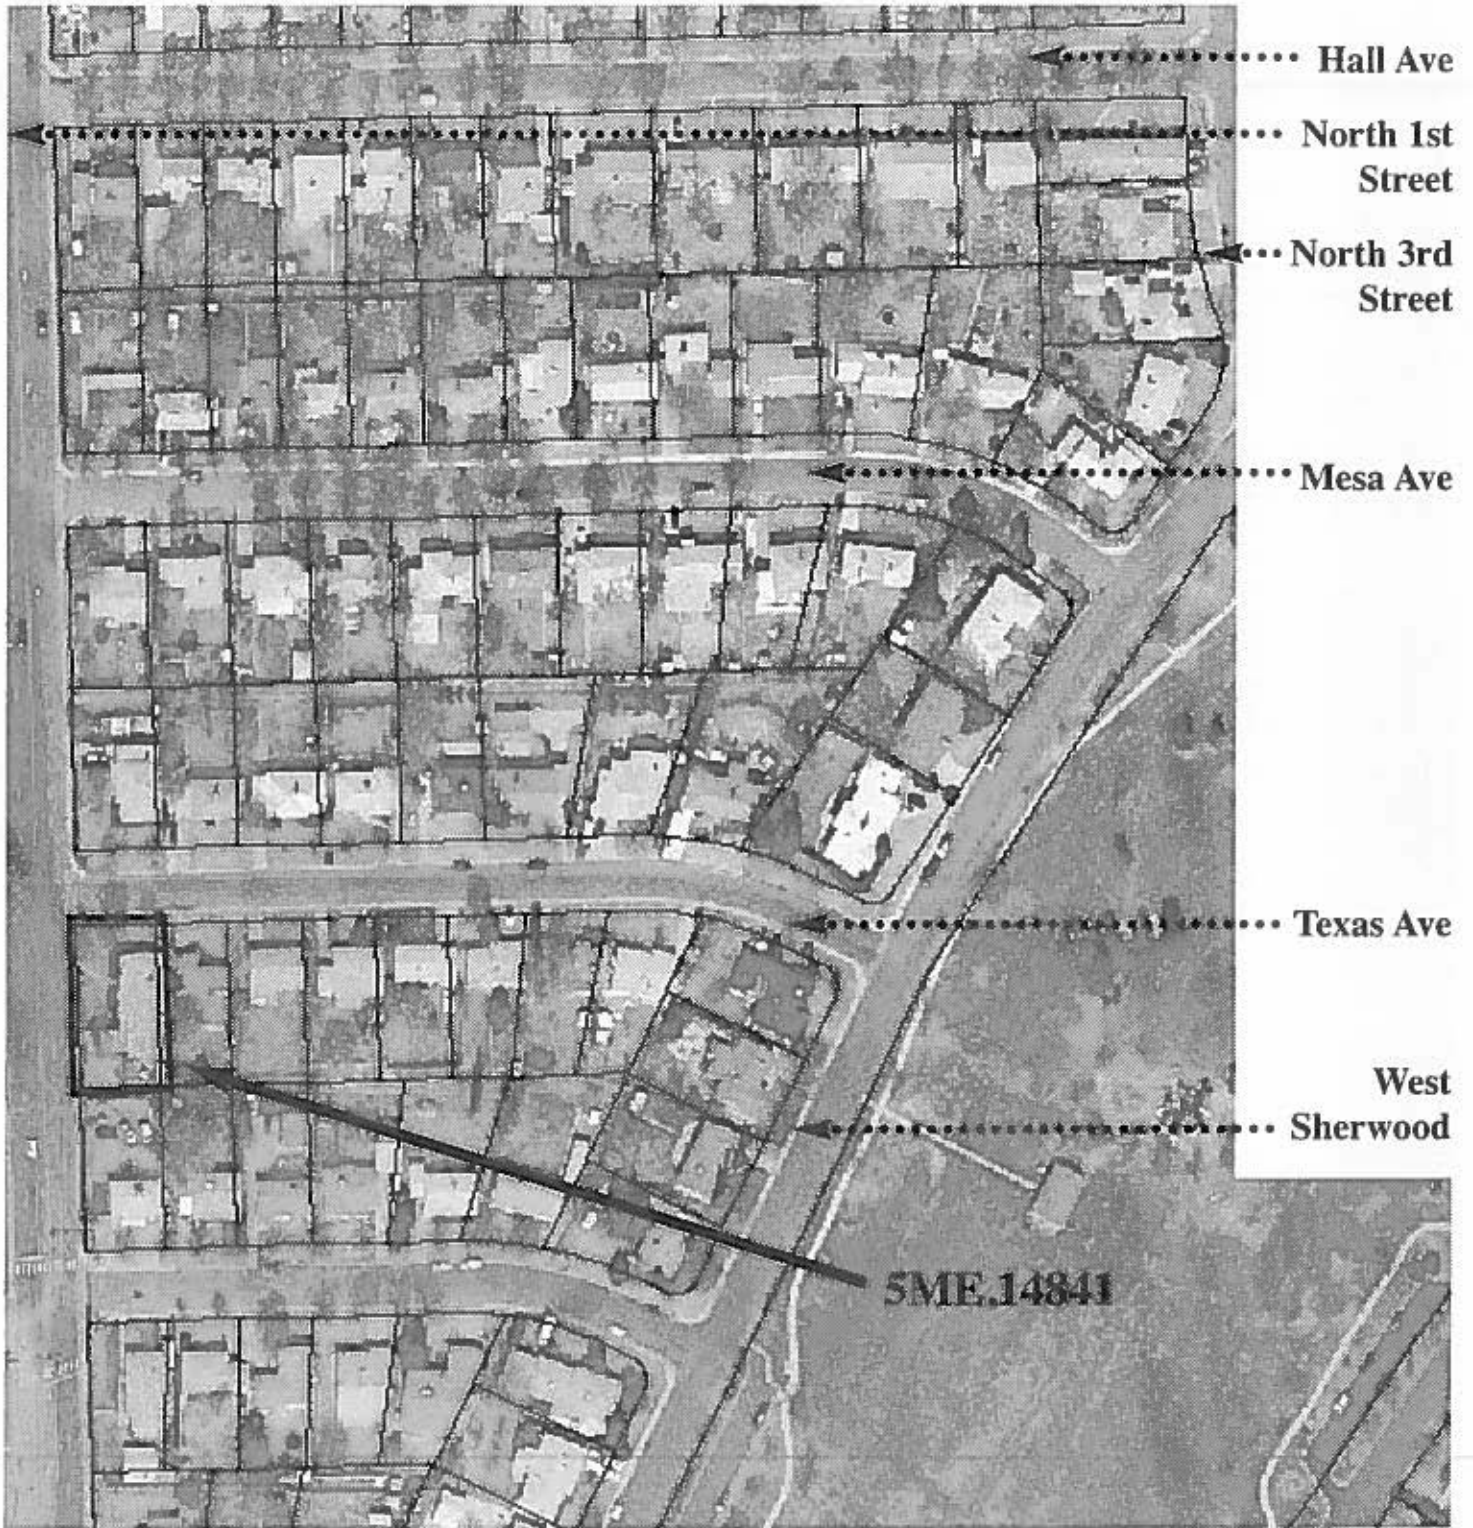 Hall Ave
North 1st
Street
North 3rd
Street
Mesa Ave
Texas Ave
West
Sherwood
5ME.14841